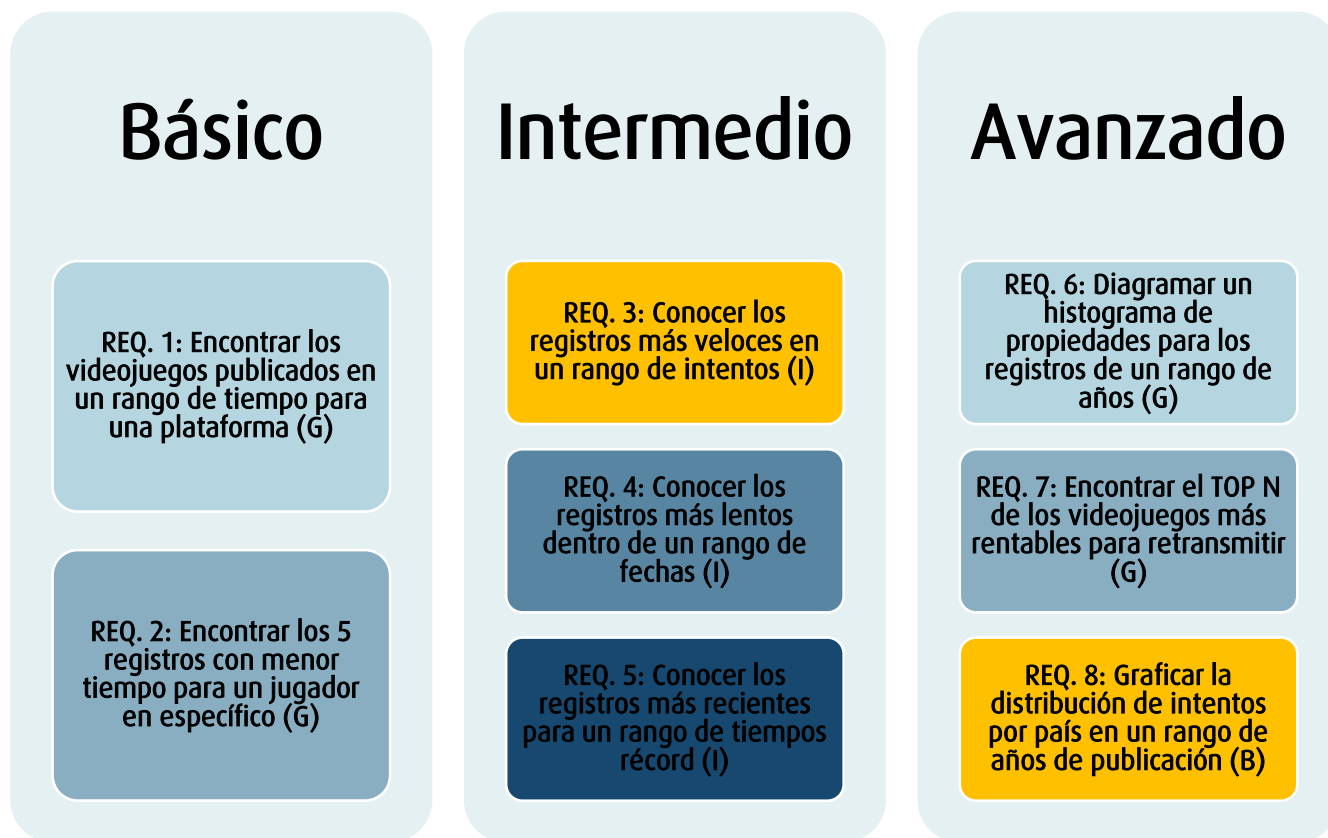 Básico
REQ. 1: Encontrar los
videojuegos publicados en
un rango de tiempo para
una plataforma (G)
REQ. 2: Encontrar los 5
registros con menor
tiempo para un jugador
en específico (G)
Intermedio
REQ. 3: Conocer los
registros más veloces en
un rango de intentos (I)
REQ. 4: Conocer los
registros más lentos
dentro de un rango de
fechas (I)
REQ. 5: Conocer los
registros más recientes
para un rango de tiempos
récord (I)
Avanzado
REQ. 6: Diagramar un
histograma de
propiedades para los
registros de un rango de
años (G)
REQ. 7: Encontrar el TOP N
de los videojuegos más
rentables para retransmitir
(G)
REQ. 8: Graficar la
distribución de intentos
por país en un rango de
años de publicación (B)